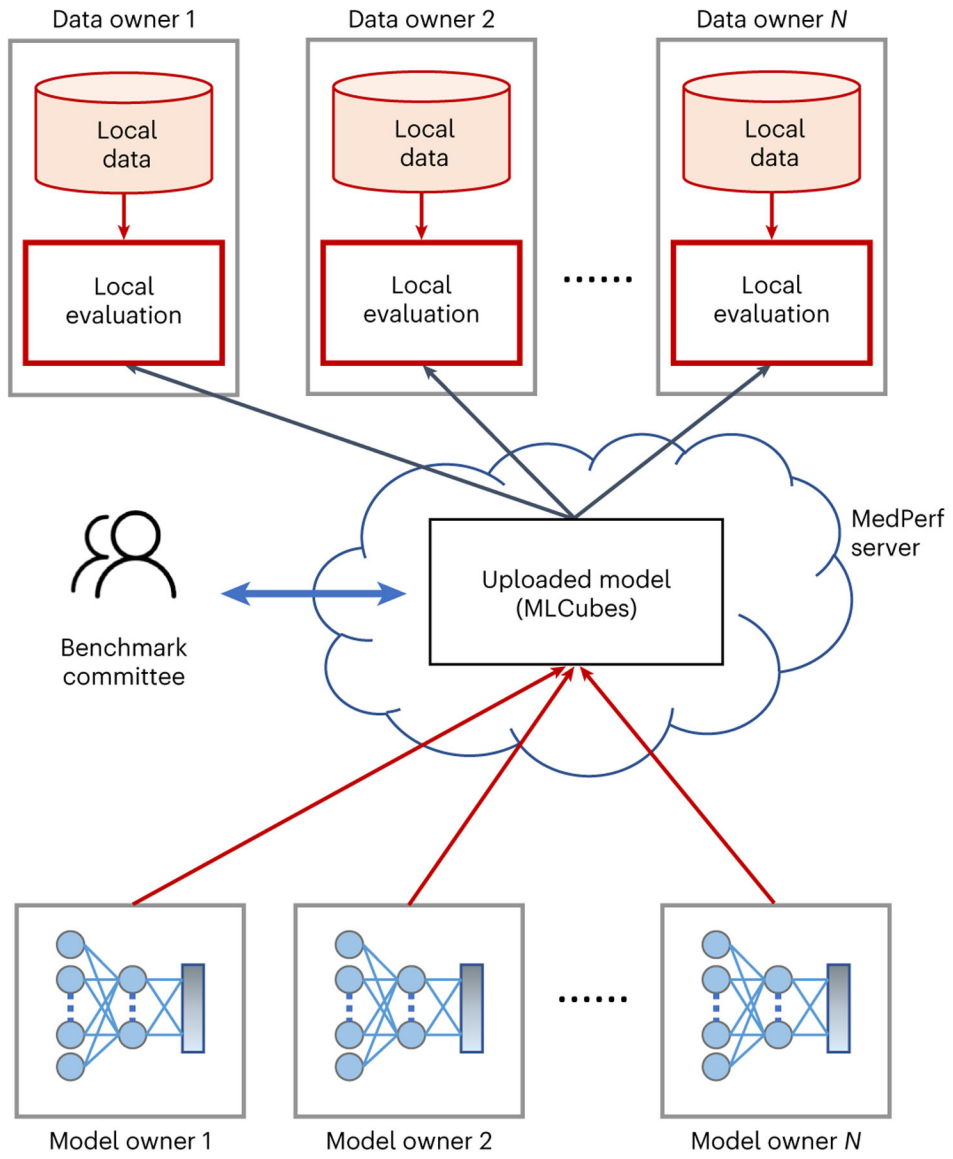 Data owner 1
Data owner 2
Data owner N
Local
data
Local
data
Local
data
Local
evaluation
Local
evaluation
Local
evaluation
MedPerf
server
Uploaded model
(MLCubes)
Benchmark
committee
Model owner 1
Model owner 2
Model owner N